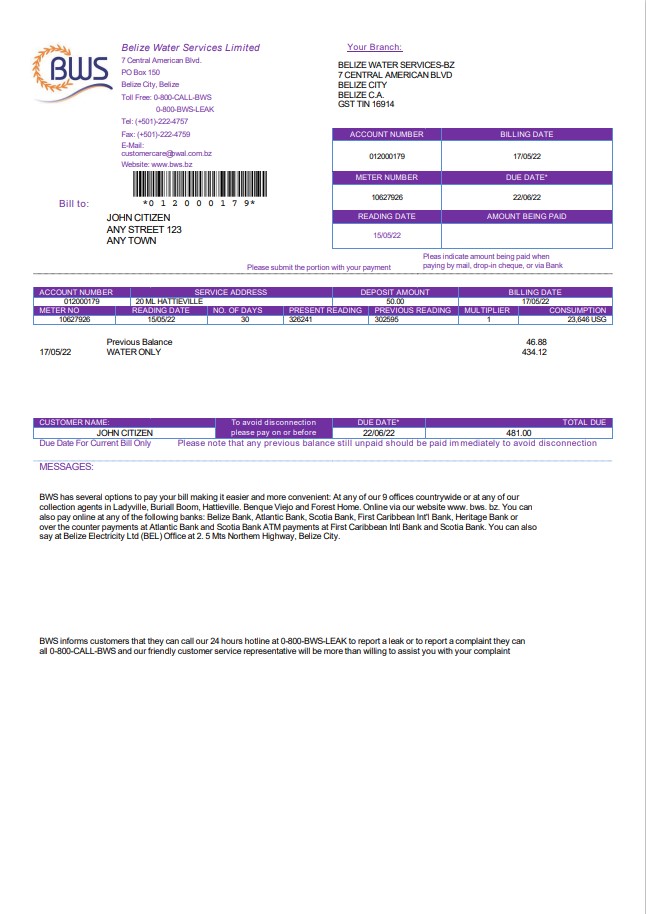 BWS
Belize Water Services Limited
7 Central American Blvd.
PO Box 150
Belize City, Belize
Toll Free: 0-800-CALL-BWS
0-800-BWS-LEAK
Tel: (+501)-222-4757
Fax: (+501)-222-4759
E-Mail:
customercare@bwal.com.bz
Website: www.bws.bz
*012000179*
Bill to:
JOHN CITIZEN
ANY STREET 123
ANY TOWN
Your Branch:
BELIZE WATER SERVICES-BZ
7 CENTRAL AMERICAN BLVD
BELIZE CITY
BELIZE C.A.
GST TIN 16914
ACCOUNT NUMBER BILLING DATE
012000179 17/05/22
METER NUMBER DUE DATE*
10627926 22/06/22
READING DATE AMOUNT BEING PAID
15/05/22
Pleas indicate amount being paid when
paying by mail, drop-in cheque, or via Bank
Please submit the portion with your payment
ACCOUNT NUMBER SERVICE ADDRESS DEPOSIT AMOUNT BILLING DATE
012000179 20 ML HATTIEVILLE 50.00 17/05/22
METER NO READING DATE NO. OF DAYS PRESENT READING PREVIOUS READING MULTIPLIER CONSUMPTION
10627926 15/05/22 30 326241 302595 1 23,646 USG
Previous Balance 46.88
17/05/22 WATER ONLY 434.12
CUSTOMER NAME: To avoid disconnection DUE DATE* TOTAL DUE
JOHN CITIZEN please pay on or before 22/06/22 481.00
Due Date For Current Bill Only Please note that any previous balance still unpaid should be paid immediately to avoid disconnection
MESSAGES:
BWS has several options to pay your bill making it easier and more convenient: At any of our 9 offices countrywide or at any of our
collection agents in Ladyville, Buriall Boom, Hattieville. Benque Viejo and Forest Home. Online via our website www. bws. bz. You can
also pay online at any of the following banks: Belize Bank, Atlantic Bank, Scotia Bank, First Caribbean Int'l Bank, Heritage Bank or
over the counter payments at Atlantic Bank and Scotia Bank ATM payments at First Caribbean Intl Bank and Scotia Bank. You can also
say at Belize Electricity Ltd (BEL) Office at 2. 5 Mts Northern Highway, Belize City.
BWS informs customers that they can call our 24 hours hotline at 0-800-BWS-LEAK to report a leak or to report a complaint they can
all 0-800-CALL-BWS and our friendly customer service representative will be more than willing to assist you with your complaint